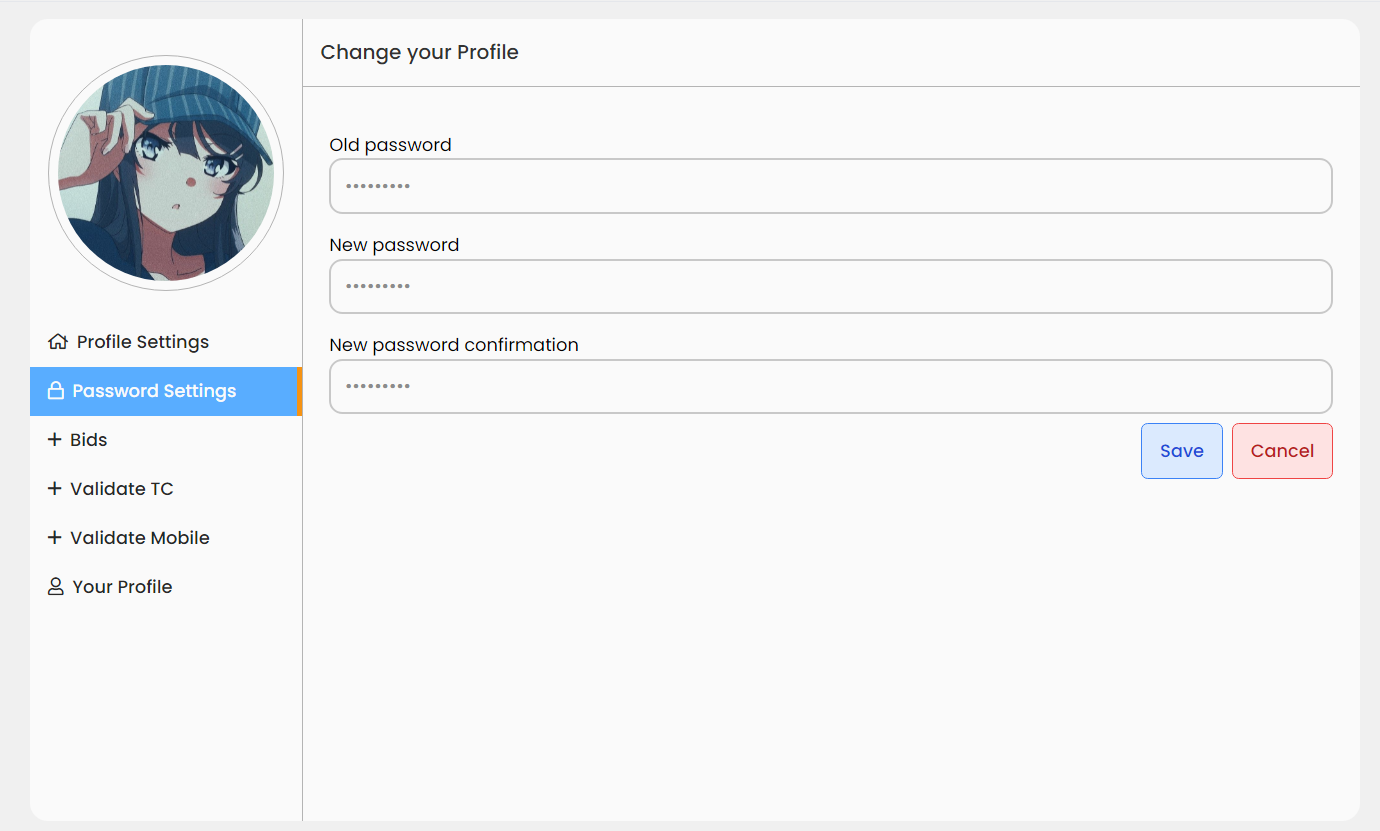 Change your Profile
Old password
•••••••••
New password
•••••••••
New password confirmation
•••••••••
Save
Cancel
Profile Settings
Password Settings
+ Bids
+ Validate TC
+ Validate Mobile
Your Profile